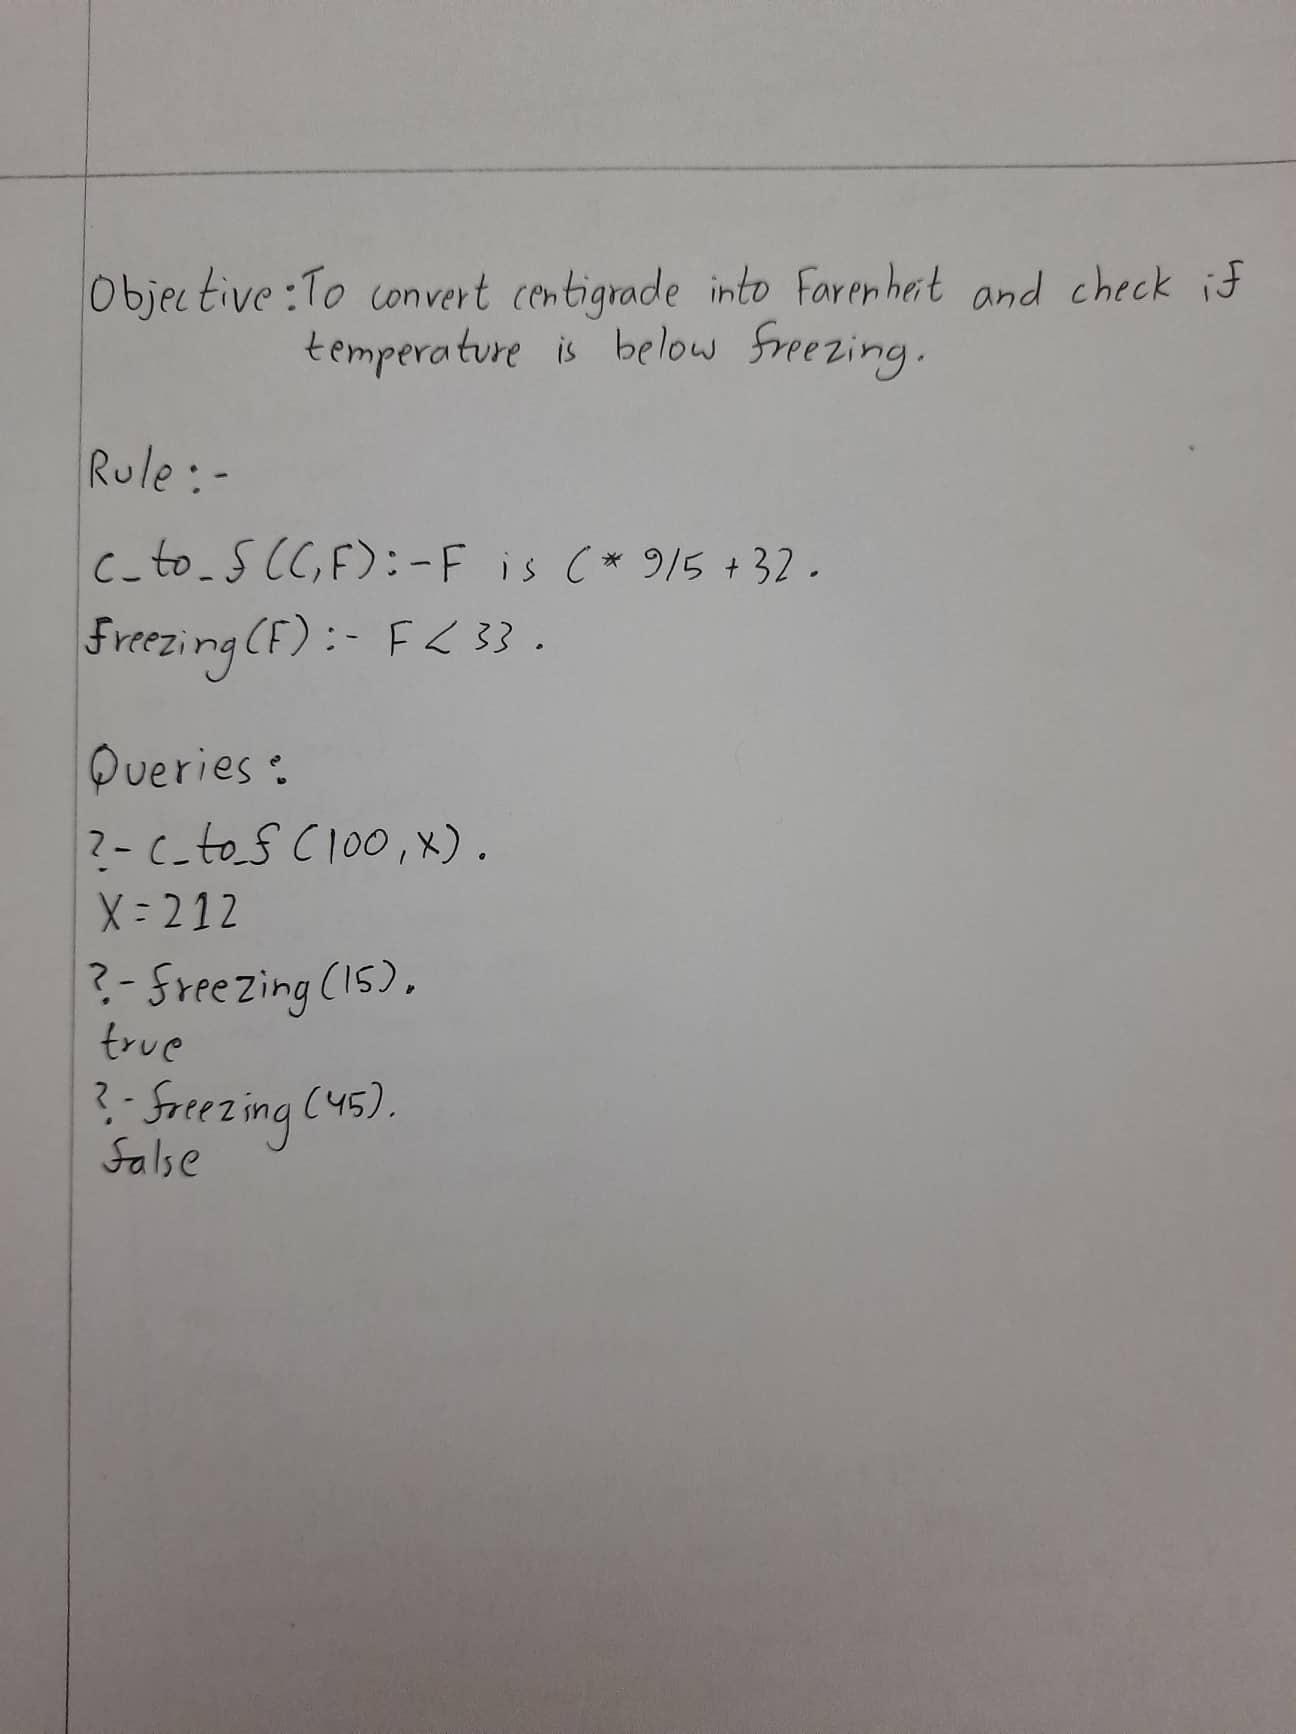 Objective:To convert centigrade into Farenheit and check if
temperature is below freezing.
Rule:-
c_to_f(C,F):-F is C* 9/5 +32.
freezing(F):- F<33.
Queries:
?-c_to_f(100,X).
X=212
?-freezing(15).
true
?-freezing(45).
false